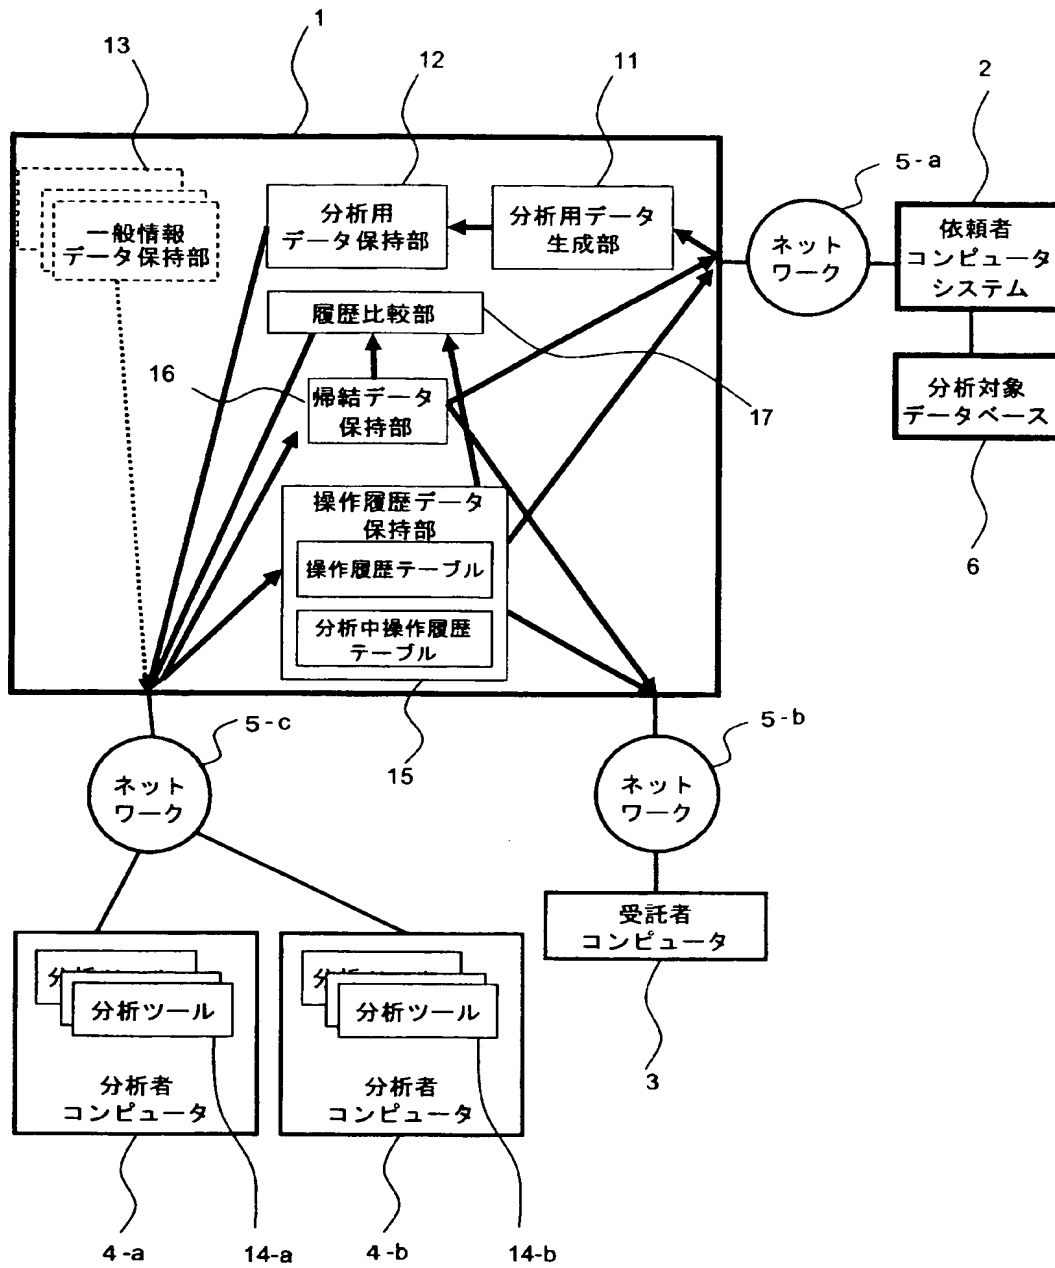 1
13
12
11
2
5-a
一般情報
データ保持部
分析用
データ保持部
分析用データ
生成部
ネット
ワーク
依頼者
コンピュータ
システム
履歴比較部
16
帰結データ
保持部
17
分析対象
データベース
6
操作履歴データ
保持部
操作履歴テーブル
分析中操作履歴
テーブル
15
5-c
5-b
ネット
ワーク
ネット
ワーク
受託者
コンピュータ
3
分析ツール
分析者
コンピュータ
分析ツール
分析者
コンピュータ
4-a
14-a
4-b
14-b